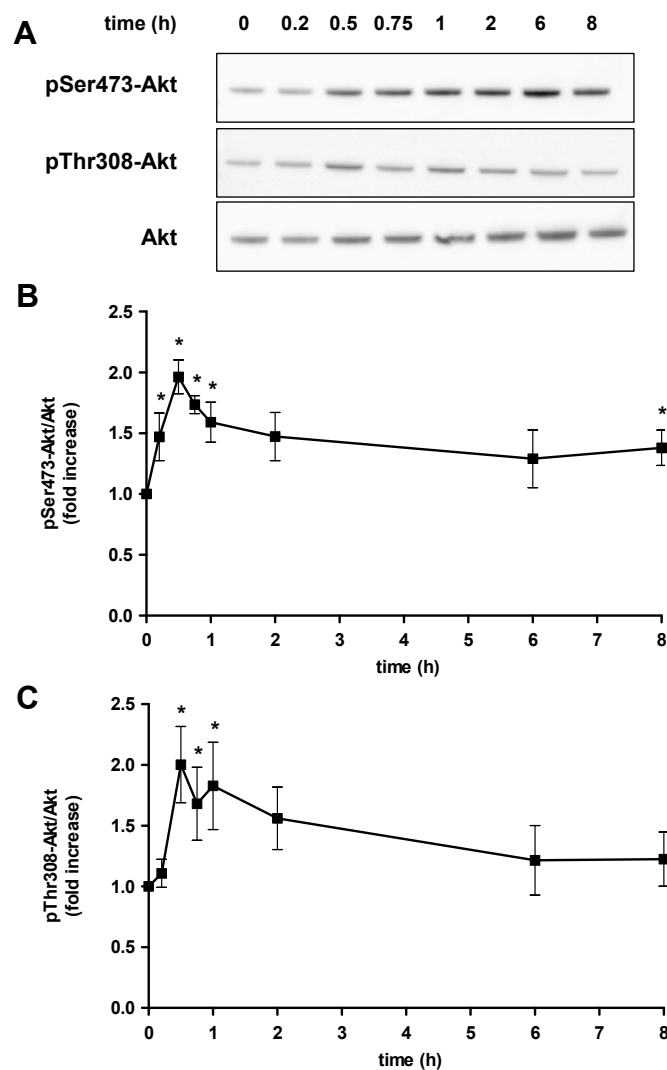 A
time (h) 0 0.2 0.5 0.75 1 2 6 8
pSer473-Akt
pThr308-Akt
Akt
B
pSer473-Akt/Akt
(fold increase)
2.5
2.0
1.5
1.0
0.5
0.0
* * * * *
0 1 2 3 4 5 6 7 8
time (h)
C
pThr308-Akt/Akt
(fold increase)
2.5
2.0
1.5
1.0
0.5
0.0
* * *
0 1 2 3 4 5 6 7 8
time (h)